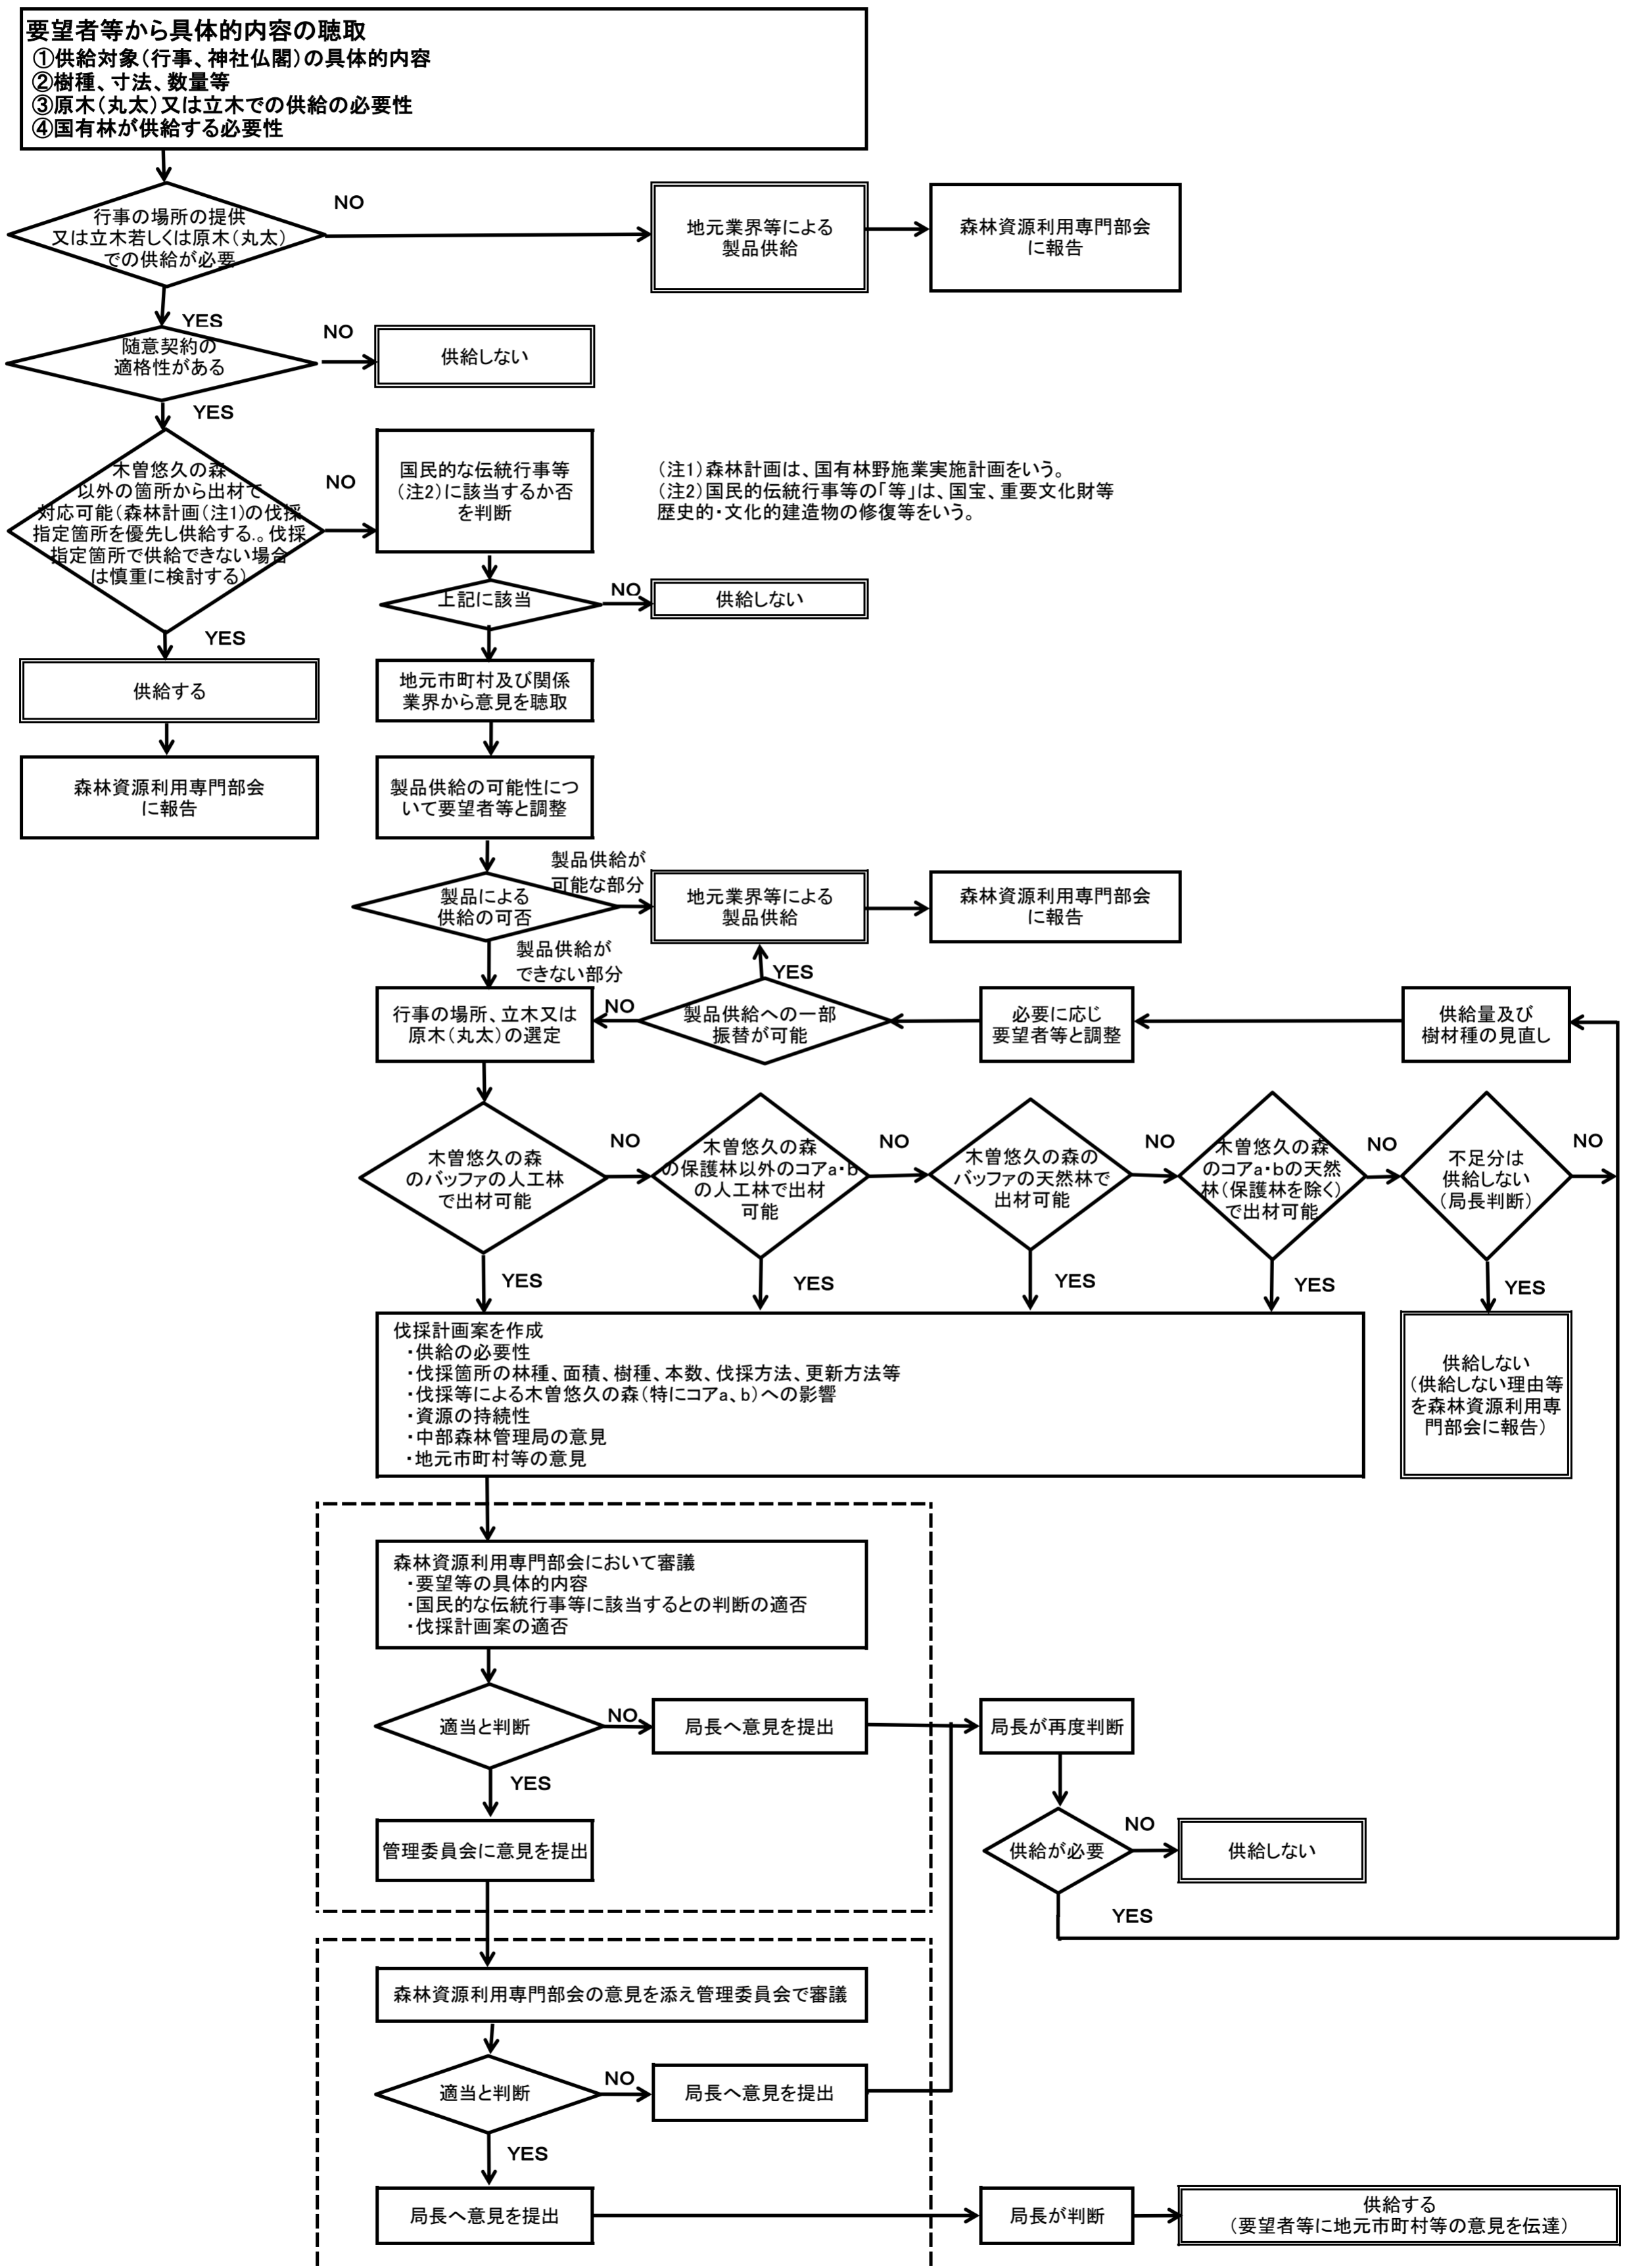 要望者等から具体的内容の聴取
①供給対象（行事、神社仏閣）の具体的内容
②樹種、寸法、数量等
③原木（丸太）又は立木での供給の必要性
④国有林が供給する必要性
行事の場所の提供
又は立木若しくは原木（丸太）
での供給が必要
NO
地元業界等による
製品供給
森林資源利用専門部会
に報告
YES
随意契約の
適格性がある
NO
供給しない
YES
木曽悠久の森
以外の箇所から出材で
対応可能（森林計画（注1）の伐採
指定箇所を優先し供給する.。伐採
指定箇所で供給できない場合
は慎重に検討する）
NO
国民的な伝統行事等
（注2）に該当するか否
を判断
（注1）森林計画は、国有林野施業実施計画をいう。
（注2）国民的伝統行事等の「等」は、国宝、重要文化財等
歴史的・文化的建造物の修復等をいう。
上記に該当
NO
供給しない
YES
供給する
地元市町村及び関係
業界から意見を聴取
森林資源利用専門部会
に報告
製品供給の可能性につ
いて要望者等と調整
製品供給が
可能な部分
製品による
供給の可否
地元業界等による
製品供給
森林資源利用専門部会
に報告
製品供給が
できない部分
YES
行事の場所、立木又は
原木（丸太）の選定
NO
製品供給への一部
振替が可能
必要に応じ
要望者等と調整
供給量及び
樹材種の見直し
木曽悠久の森
のバッファの人工林
で出材可能
NO
木曽悠久の森
の保護林以外のコアa・b
の人工林で出材
可能
NO
木曽悠久の森の
バッファの天然林で
出材可能
NO
木曽悠久の森
のコアa・bの天然
林（保護林を除く）
で出材可能
NO
不足分は
供給しない
（局長判断）
NO
YES
YES
YES
YES
YES
伐採計画案を作成
・供給の必要性
・伐採箇所の林種、面積、樹種、本数、伐採方法、更新方法等
・伐採等による木曽悠久の森（特にコアa、b）への影響
・資源の持続性
・中部森林管理局の意見
・地元市町村等の意見
供給しない
（供給しない理由等
を森林資源利用専
門部会に報告）
森林資源利用専門部会において審議
・要望等の具体的内容
・国民的な伝統行事等に該当するとの判断の適否
・伐採計画案の適否
適当と判断
NO
局長へ意見を提出
局長が再度判断
YES
管理委員会に意見を提出
供給が必要
NO
供給しない
YES
森林資源利用専門部会の意見を添え管理委員会で審議
適当と判断
NO
局長へ意見を提出
YES
局長へ意見を提出
局長が判断
供給する
（要望者等に地元市町村等の意見を伝達）